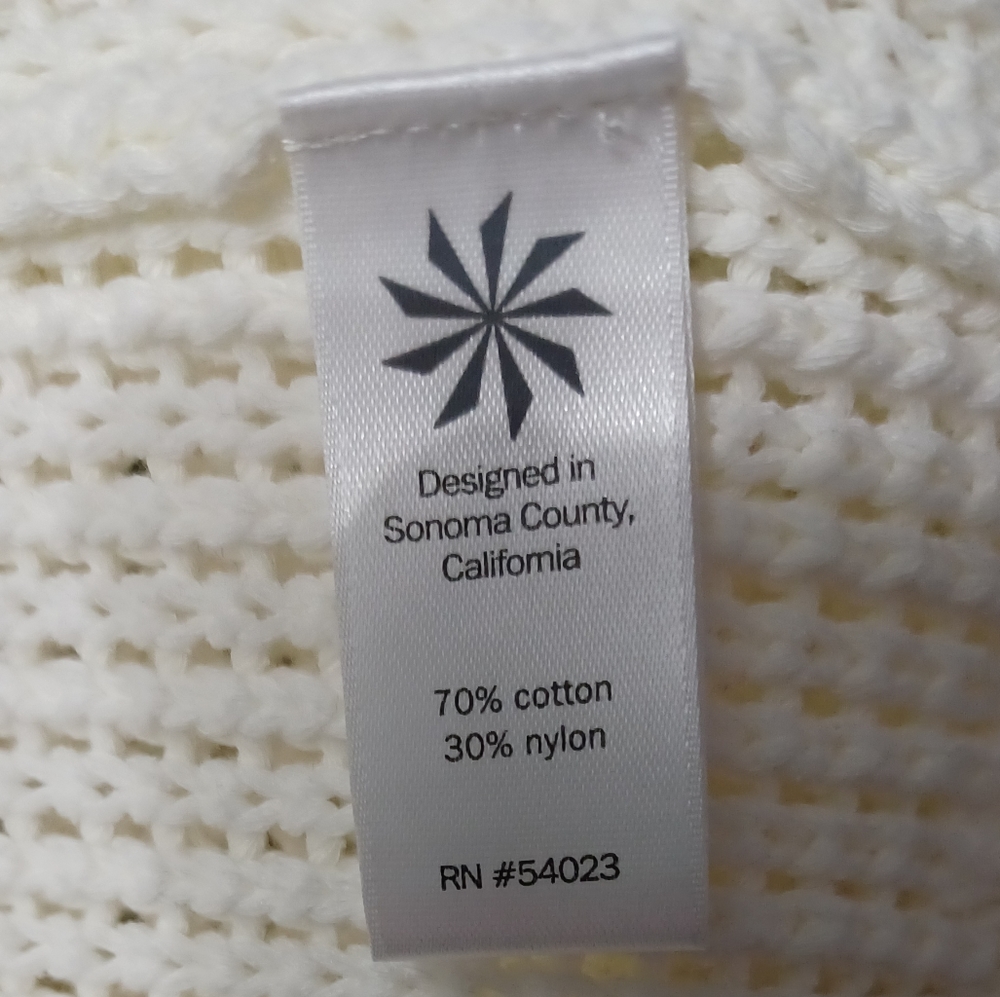 Designed in
Sonoma County,
California
70% cotton
30% nylon
RN #54023